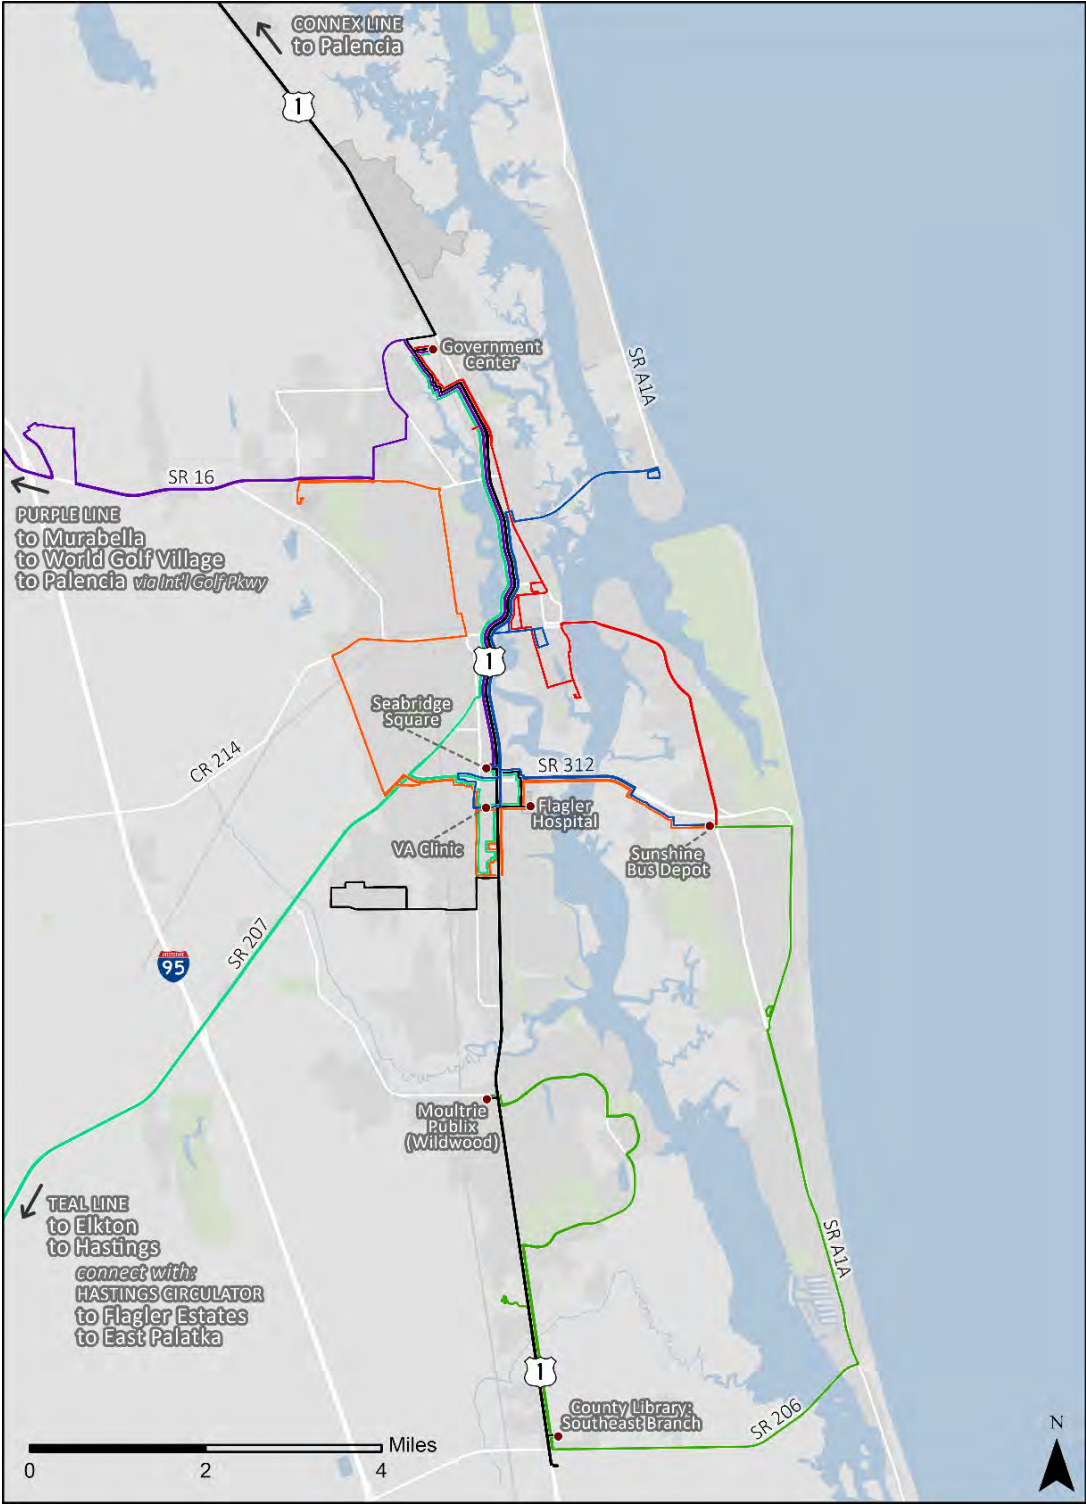 CONNEX LINE
to Palencia
1
Government
Center
SR A1A
SR 16
PURPLE LINE
to Murabella
to World Golf Village
to Palencia via Int'l Golf Pkwy
1
Seabridge
Square
CR 214
SR 312
Flagler
Hospital
VA Clinic
Sunshine
Bus Depot
SR 207
INTERSTATE
95
Moultrie
Publix
(Wildwood)
TEAL LINE
to Elkton
to Hastings
connect with:
HASTINGS CIRCULATOR
to Flagler Estates
to East Palatka
SR A1A
1
County Library:
Southeast Branch
SR 206
N
Miles
0 2 4